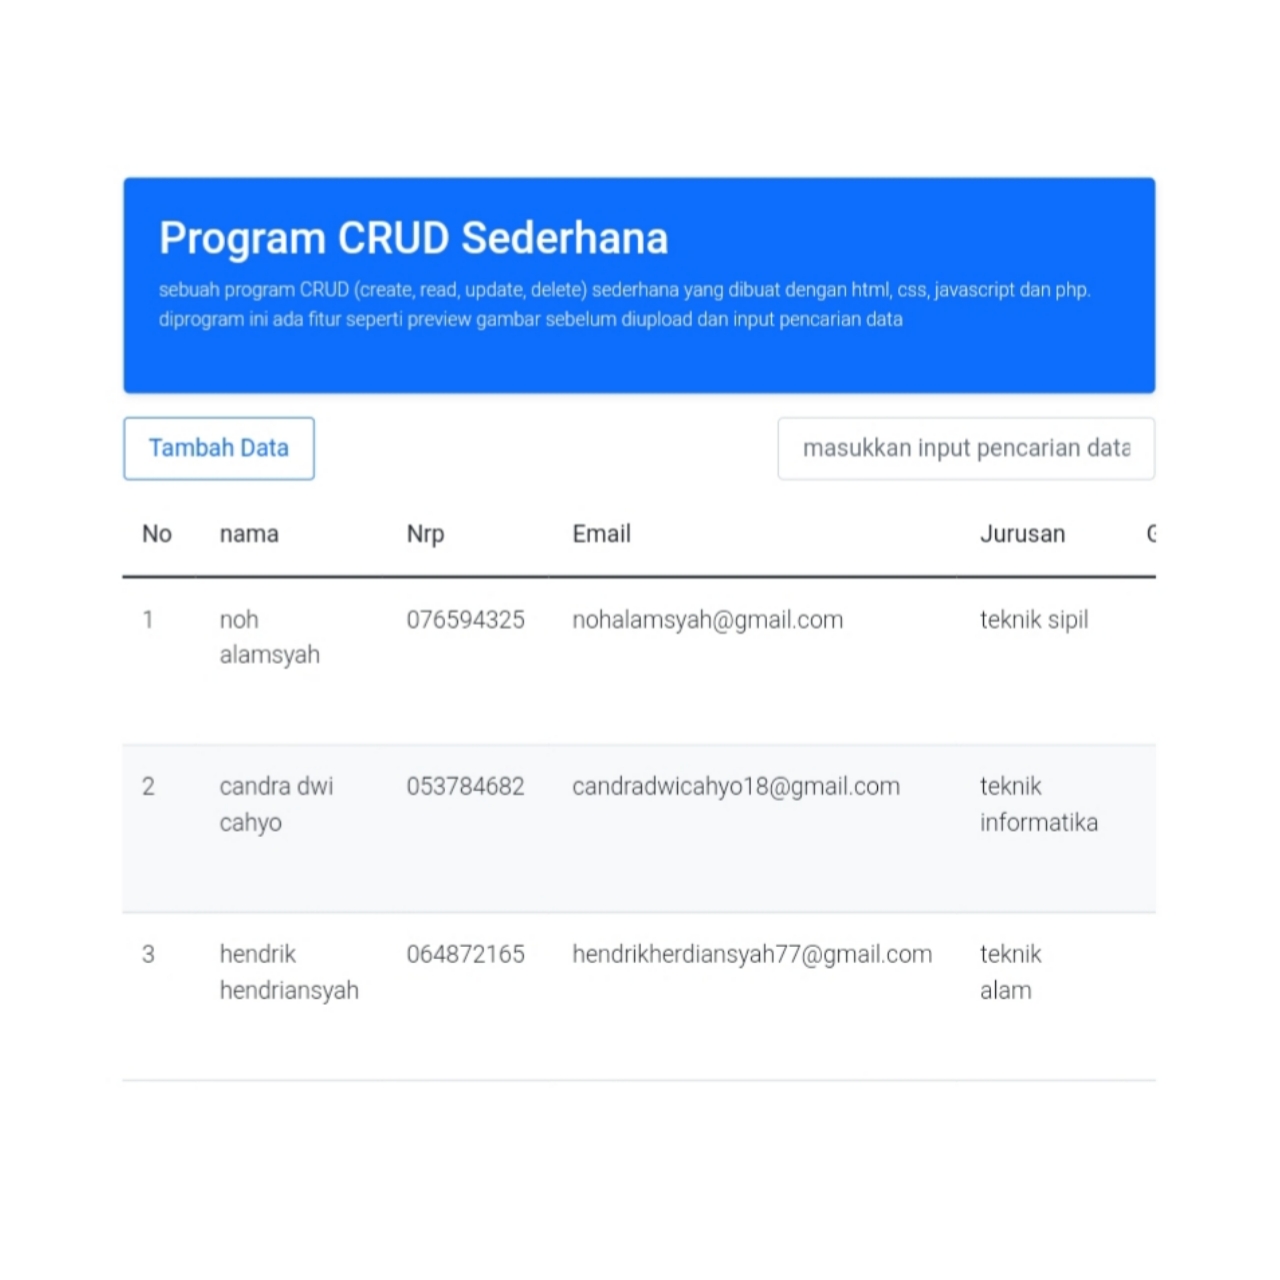 Program CRUD Sederhana
sebuah program CRUD (create, read, update, delete) sederhana yang dibuat dengan html, css, javascript dan php.
diprogram ini ada fitur seperti preview gambar sebelum diupload dan input pencarian data
Tambah Data masukkan input pencarian data
No nama Nrp Email Jurusan
1 noh 076594325 nohalamsyah@gmail.com teknik sipil
alamsyah
2 candra dwi 053784682 candradwicahyo18@gmail.com teknik
cahyo informatika
3 hendrik 064872165 hendrikherdiansyah77@gmail.com teknik
hendriansyah alam